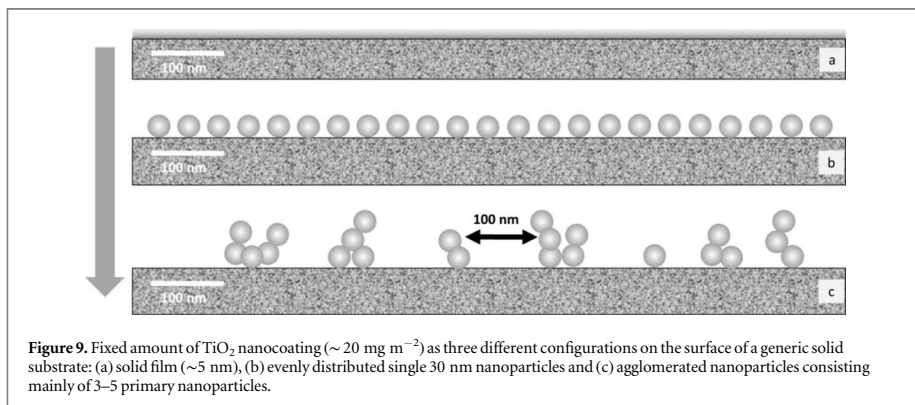 100 nm
a
100 nm
b
100 nm
100 nm
c
Figure 9. Fixed amount of TiO₂ nanocoating (∼ 20 mg m⁻²) as three different configurations on the surface of a generic solid
substrate: (a) solid film (∼5 nm), (b) evenly distributed single 30 nm nanoparticles and (c) agglomerated nanoparticles consisting
mainly of 3–5 primary nanoparticles.